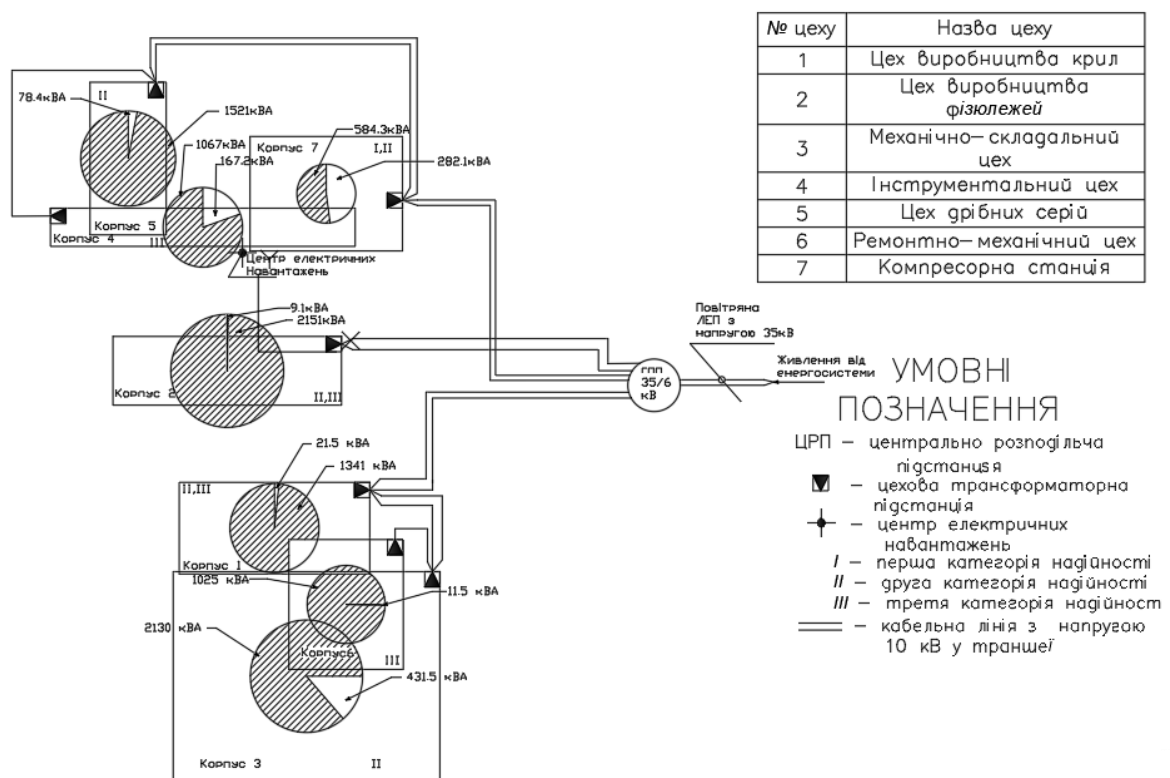 № цеху Назва цеху
1 Цех виробництва крил
2 Цех виробництва
фізюлежей
3 Механічно-складальний
цех
4 Інструментальний цех
5 Цех дрібних серій
6 Ремонтно-механічний цех
7 Компресорна станція
78.4кВА
II
1521кВА
1067кВА
167.2кВА
Корпус 5
Корпус 4
III
584.3кВА
Корпус 7
I,II
282.1кВА
Центр електричних
Навантажень
9.1кВА
2151кВА
Корпус 2
II,III
Повітряна
ЛЕП з
напругою 35кВ
ГПП
35/6
кВ
Живлення від
енергосистеми
21.5 кВА
1341 кВА
II,III
Корпус 1
1025 кВА
11.5 кВА
2130 кВА
Корпус6
III
431.5 кВА
Корпус 3
II
УМОВНІ
ПОЗНАЧЕННЯ
ЦРП – центрально розподільча
підстанція
– цехова трансформаторна
підстанція
– центр електричних
навантажень
I – перша категорія надійності
II – друга категорія надійності
III – третя категорія надійност
– кабельна лінія з напругою
10 кВ у траншеї